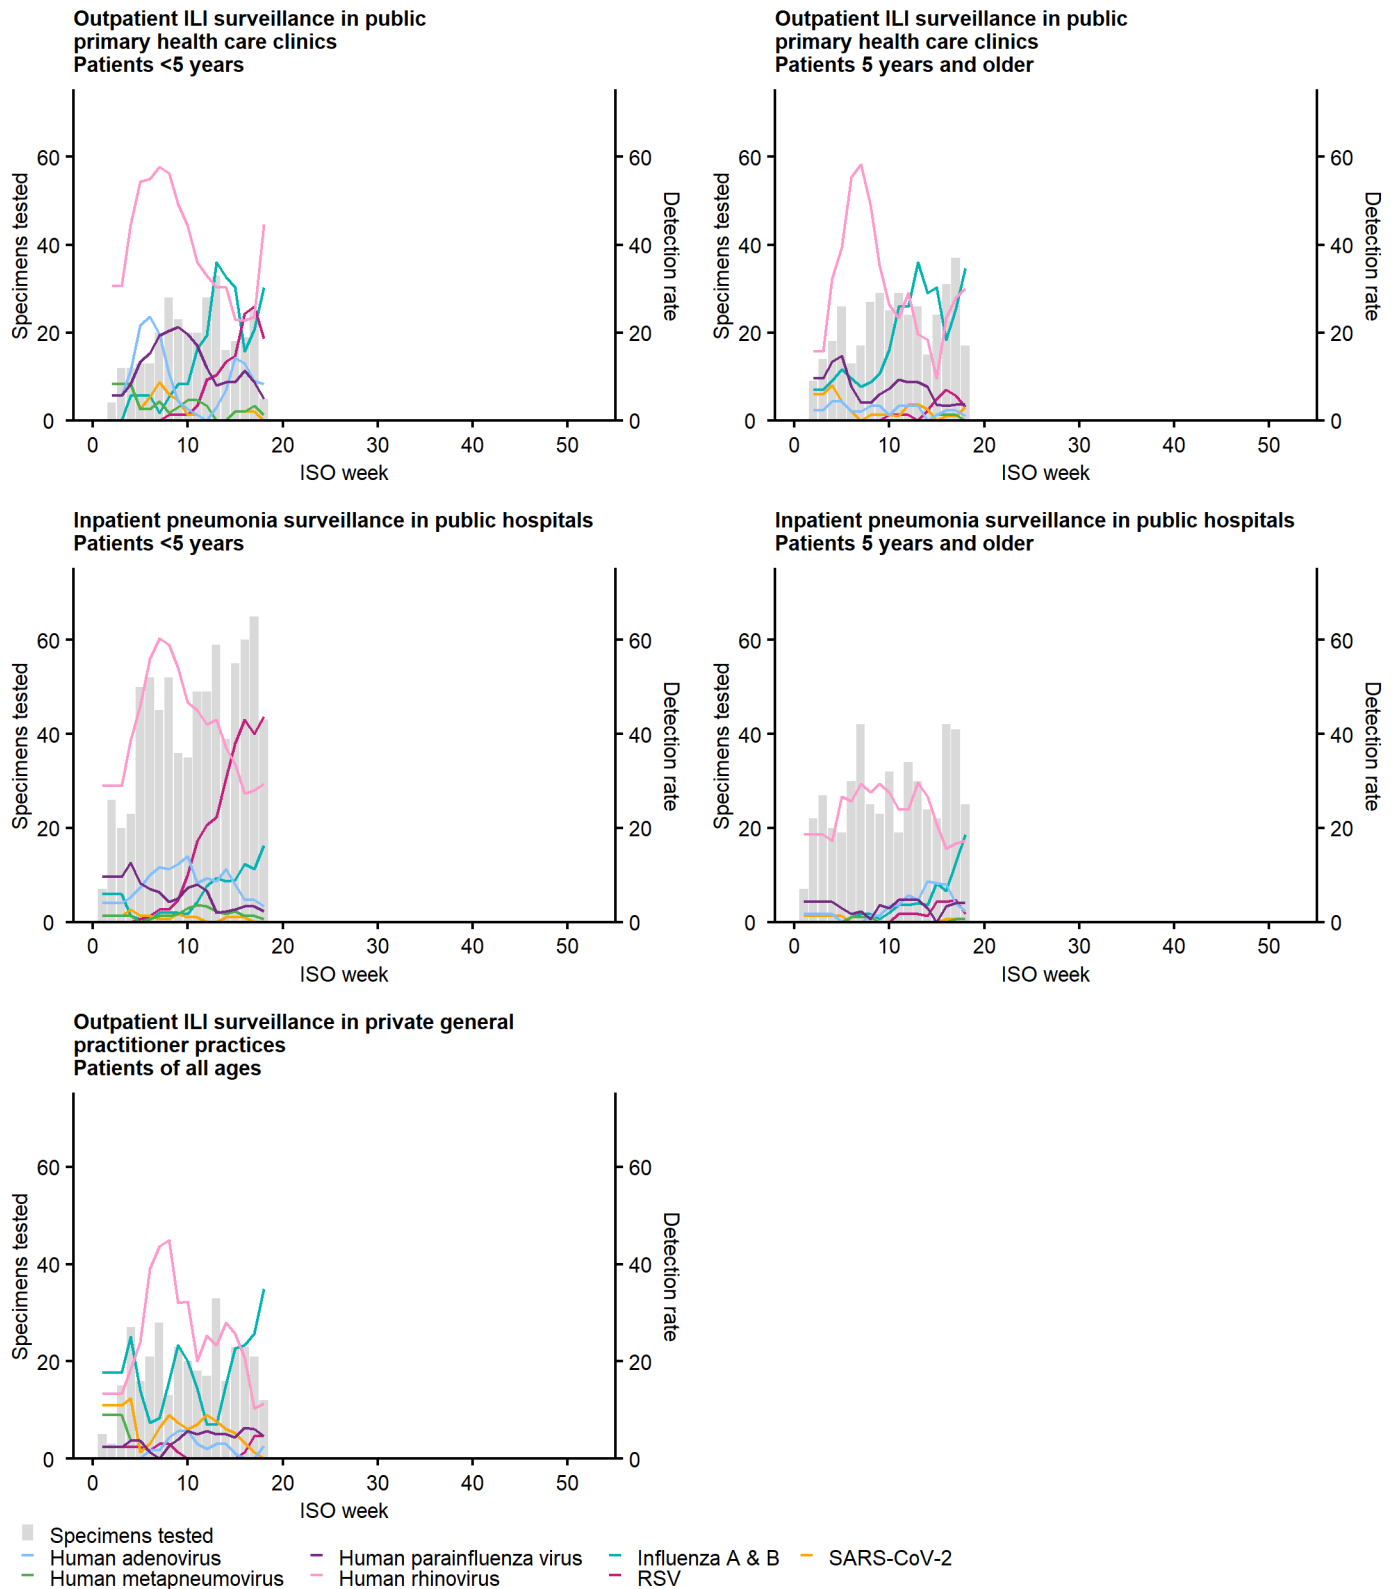 Outpatient ILI surveillance in public
primary health care clinics
Patients <5 years
Specimens tested
60
40
20
0
60
40
20
0
Detection rate
0 10 20 30 40 50
ISO week
Outpatient ILI surveillance in public
primary health care clinics
Patients 5 years and older
Specimens tested
60
40
20
0
60
40
20
0
Detection rate
0 10 20 30 40 50
ISO week
Inpatient pneumonia surveillance in public hospitals
Patients <5 years
Specimens tested
60
40
20
0
60
40
20
0
Detection rate
0 10 20 30 40 50
ISO week
Inpatient pneumonia surveillance in public hospitals
Patients 5 years and older
Specimens tested
60
40
20
0
60
40
20
0
Detection rate
0 10 20 30 40 50
ISO week
Outpatient ILI surveillance in private general
practitioner practices
Patients of all ages
Specimens tested
60
40
20
0
60
40
20
0
Detection rate
0 10 20 30 40 50
ISO week
Specimens tested
Human adenovirus Human parainfluenza virus Influenza A & B SARS-CoV-2
Human metapneumovirus Human rhinovirus RSV